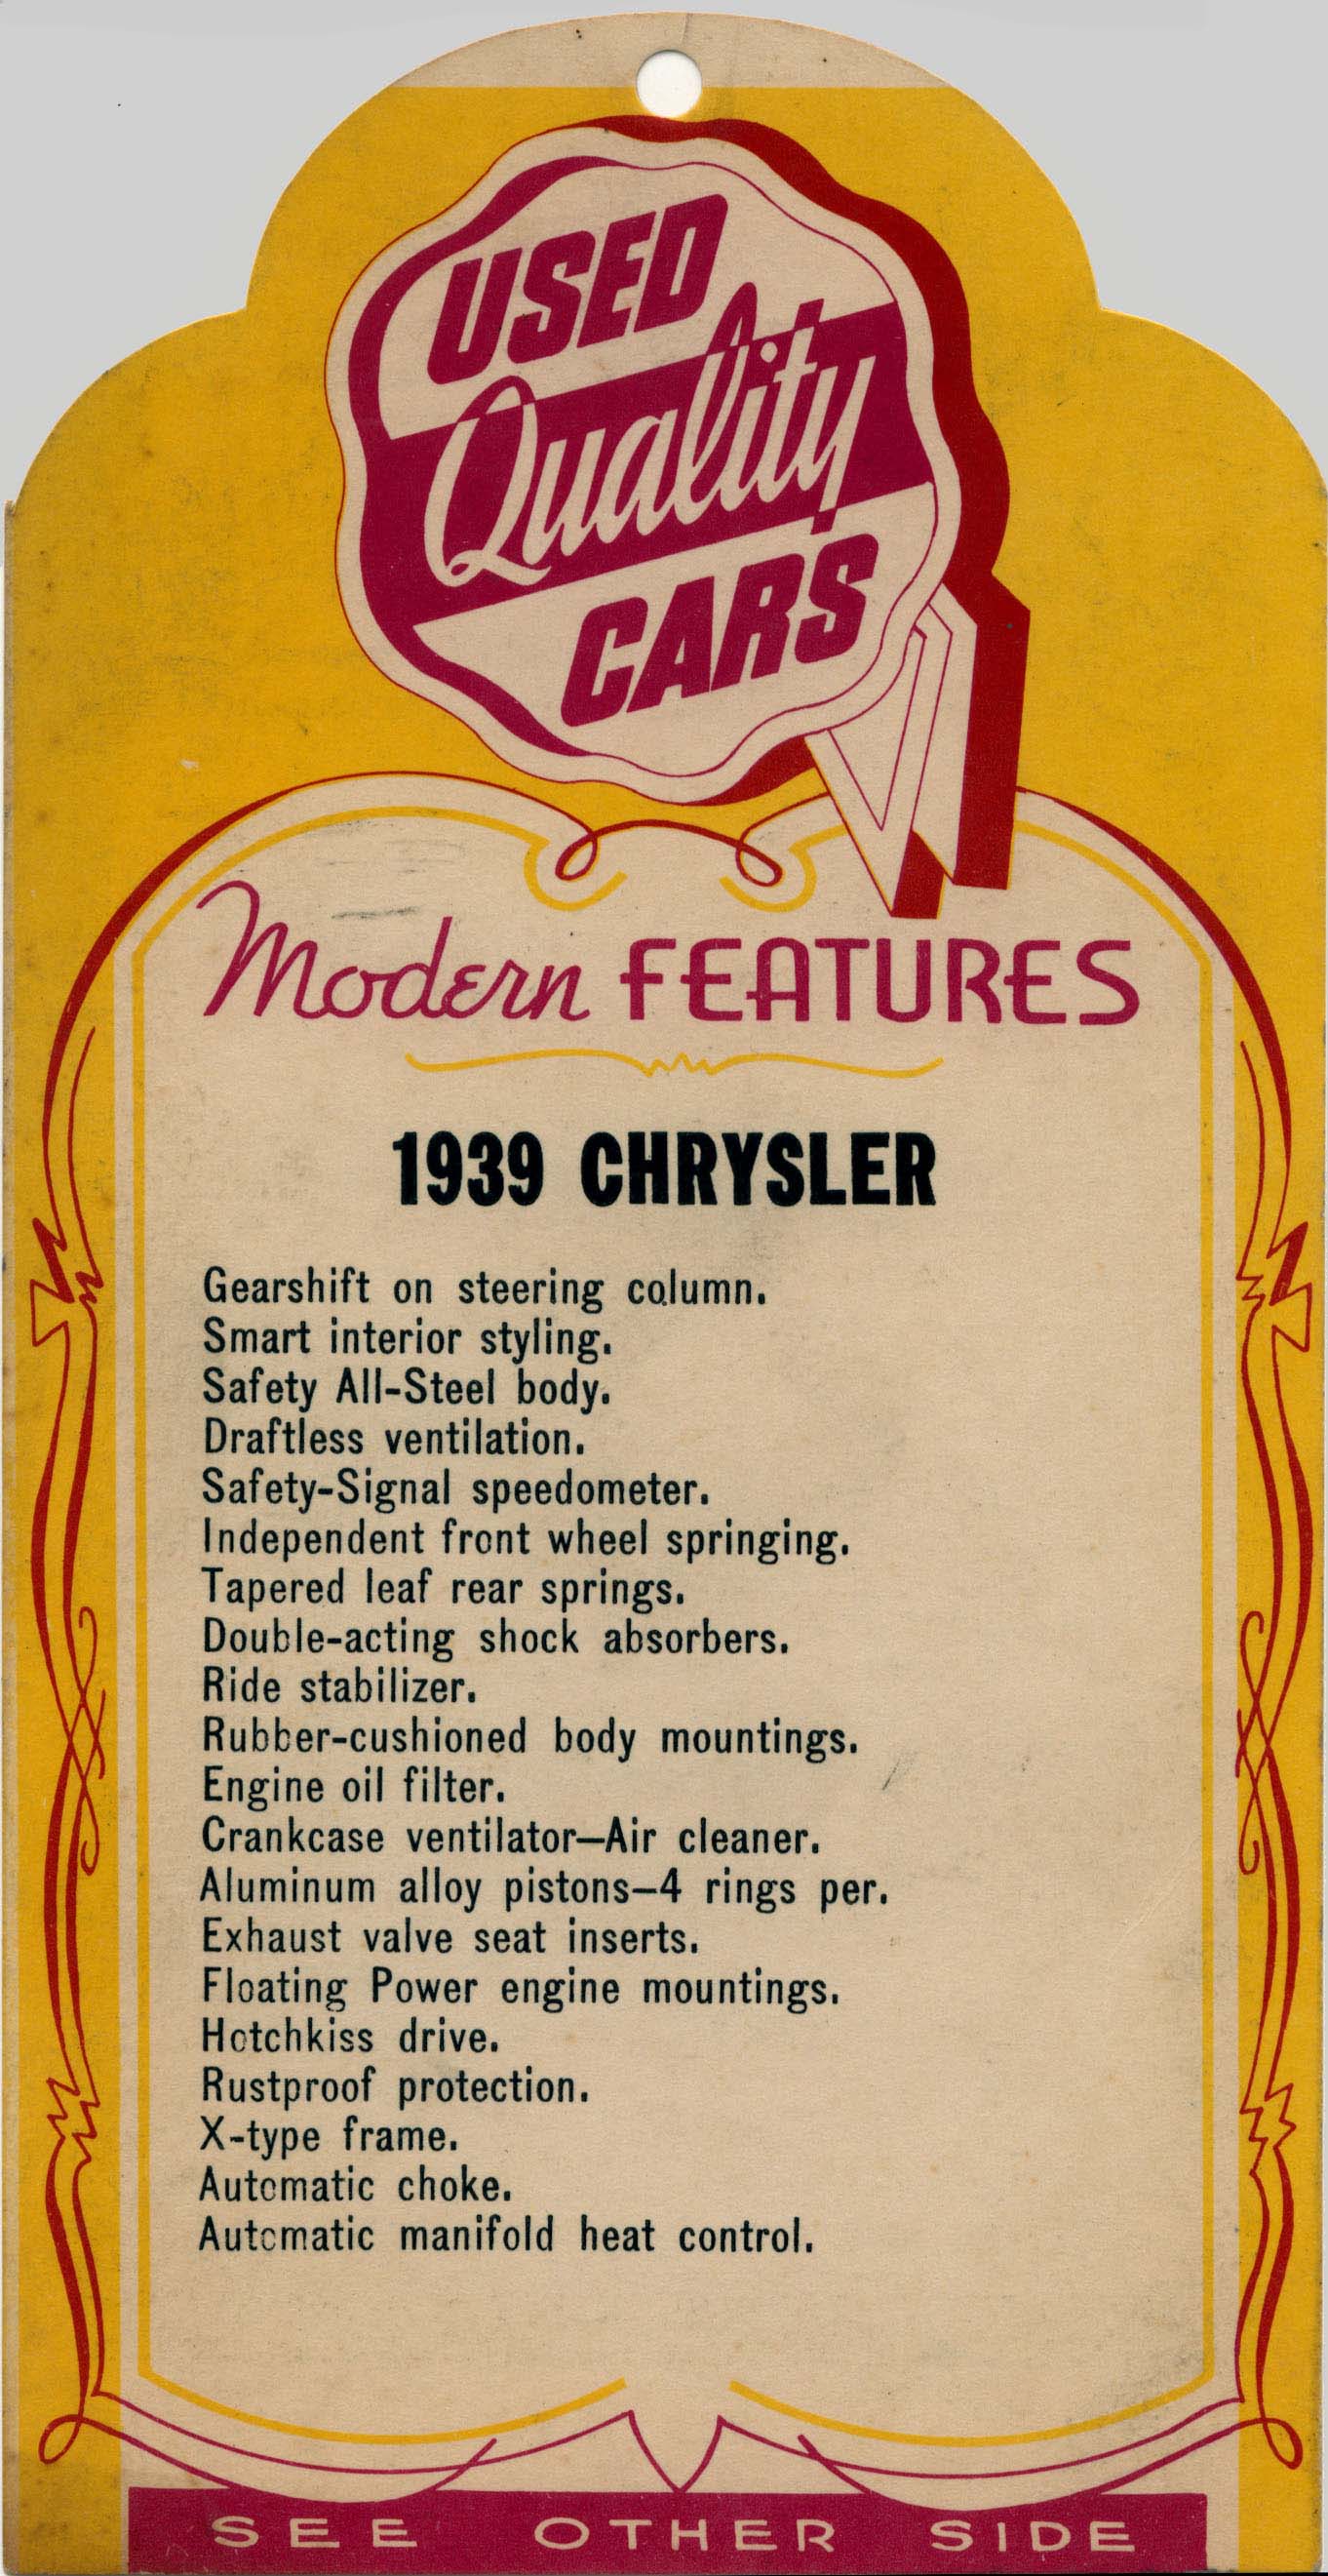 USED
Quality
CARS
Modern FEATURES
1939 CHRYSLER
Gearshift on steering column.
Smart interior styling.
Safety All-Steel body.
Draftless ventilation.
Safety-Signal speedometer.
Independent front wheel springing.
Tapered leaf rear springs.
Double-acting shock absorbers.
Ride stabilizer.
Rubber-cushioned body mountings.
Engine oil filter.
Crankcase ventilator—Air cleaner.
Aluminum alloy pistons—4 rings per.
Exhaust valve seat inserts.
Floating Power engine mountings.
Hotchkiss drive.
Rustproof protection.
X-type frame.
Automatic choke.
Automatic manifold heat control.
SEE OTHER SIDE